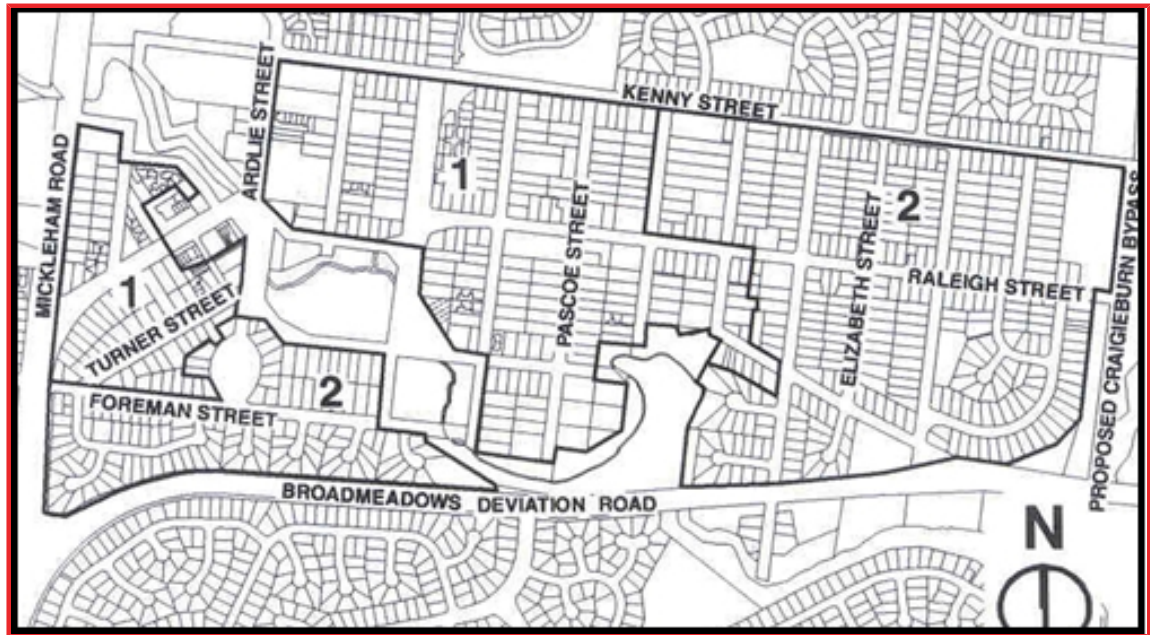 KENNY STREET
ARDLIE STREET
MICKLEHAM ROAD
1
2
PASCOE STREET
ELIZABETH STREET
RALEIGH STREET
PROPOSED CRAIGIEBURN BYPASS
1
TURNER STREET
2
FOREMAN STREET
BROADMEADOWS DEVIATION ROAD
N